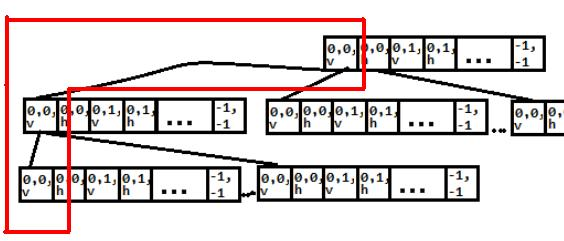 0,0, 0,0, 0,1, 0,1, ... -1,
v h v h -1
0,0, 0,0, 0,1, 0,1, ... -1, 0,0, 0,0, 0,1, 0,1, ... -1, ... 0,0, 0,
v h v h -1 v h v h -1 v h
0,0, 0,0, 0,1, 0,1, ... -1, ... 0,0, 0,0, 0,1, 0,1, ... -1,
v h v h -1 v h v h -1